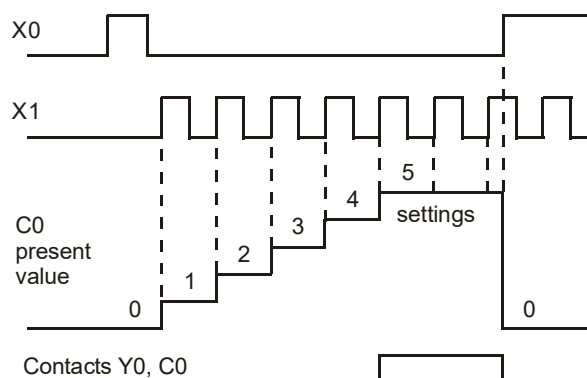 X0
X1
5
settings
4
3
2
1
0
C0
present
value
0
Contacts Y0, C0